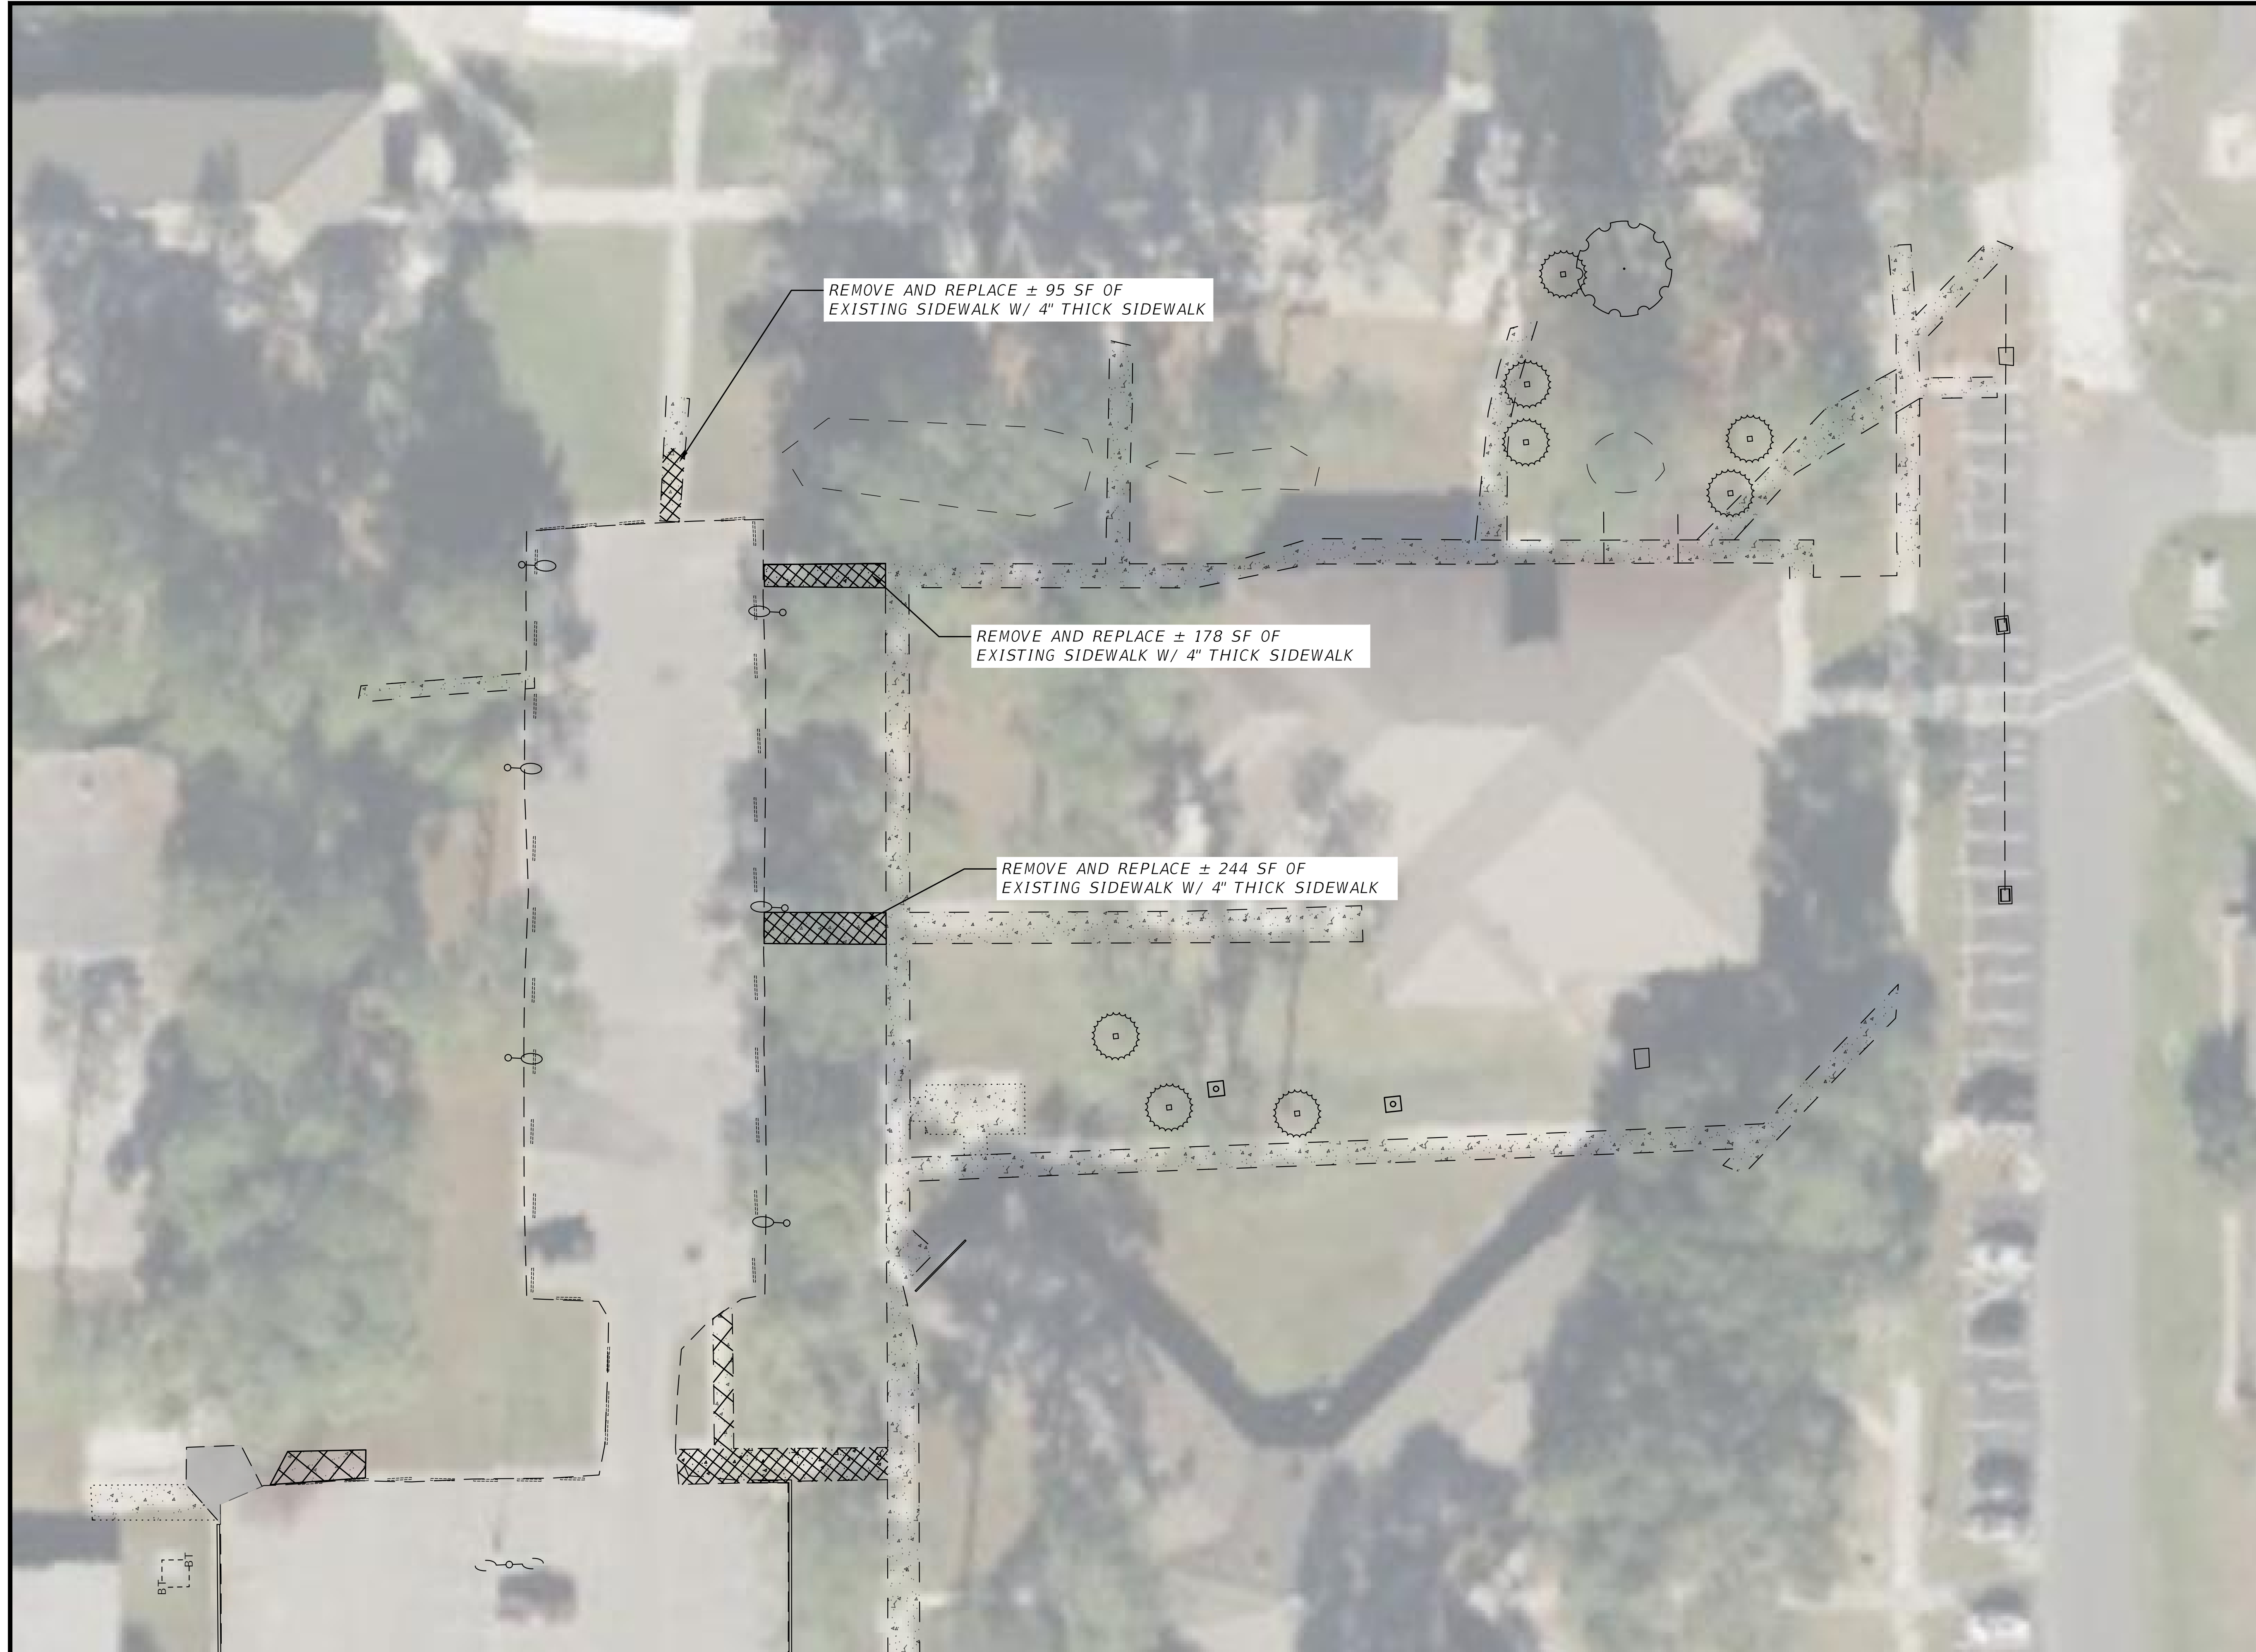 REMOVE AND REPLACE ± 95 SF OF
EXISTING SIDEWALK W/ 4" THICK SIDEWALK
REMOVE AND REPLACE ± 178 SF OF
EXISTING SIDEWALK W/ 4" THICK SIDEWALK
REMOVE AND REPLACE ± 244 SF OF
EXISTING SIDEWALK W/ 4" THICK SIDEWALK
BT
BT